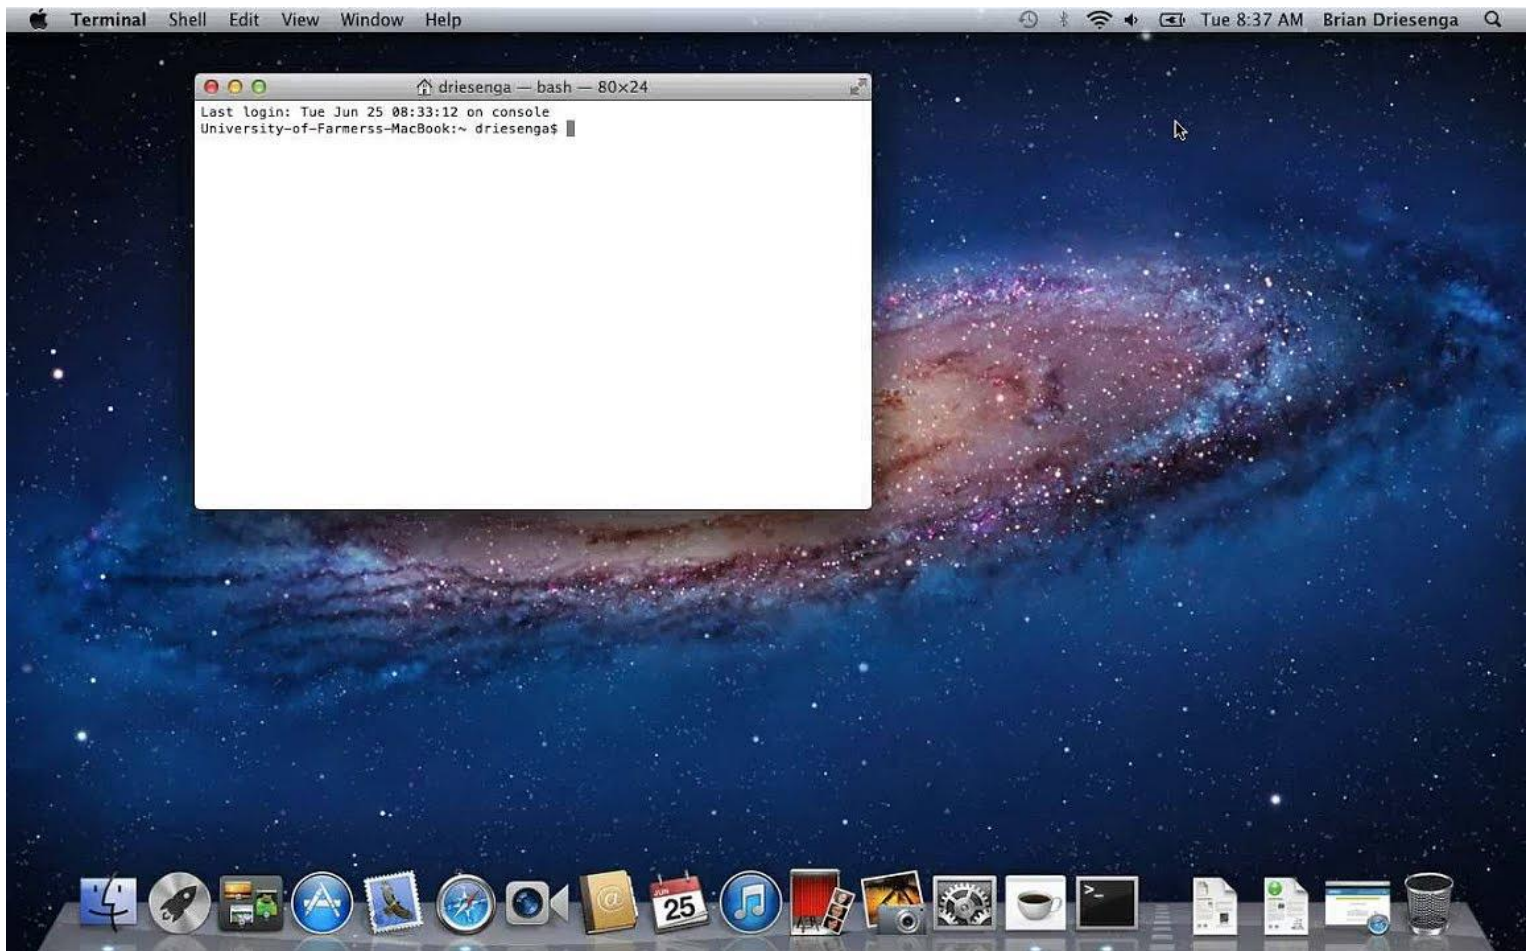 Terminal Shell Edit View Window Help Tue 8:37 AM Brian Driesenga
driesenga — bash — 80×24
Last login: Tue Jun 25 08:33:12 on console
University-of-Farmerss-MacBook:~ driesenga$
JUN
25
@
>_